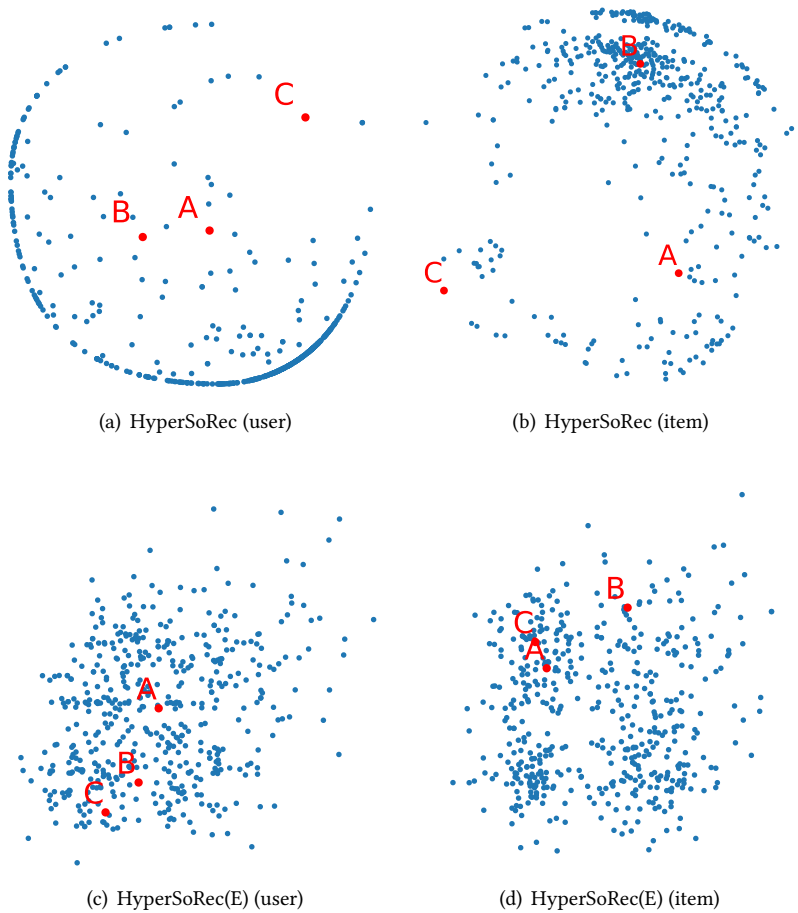 C
B
A
(a) HyperSoRec (user)
B
A
C
(b) HyperSoRec (item)
A
B
C
(c) HyperSoRec(E) (user)
B
C
A
(d) HyperSoRec(E) (item)